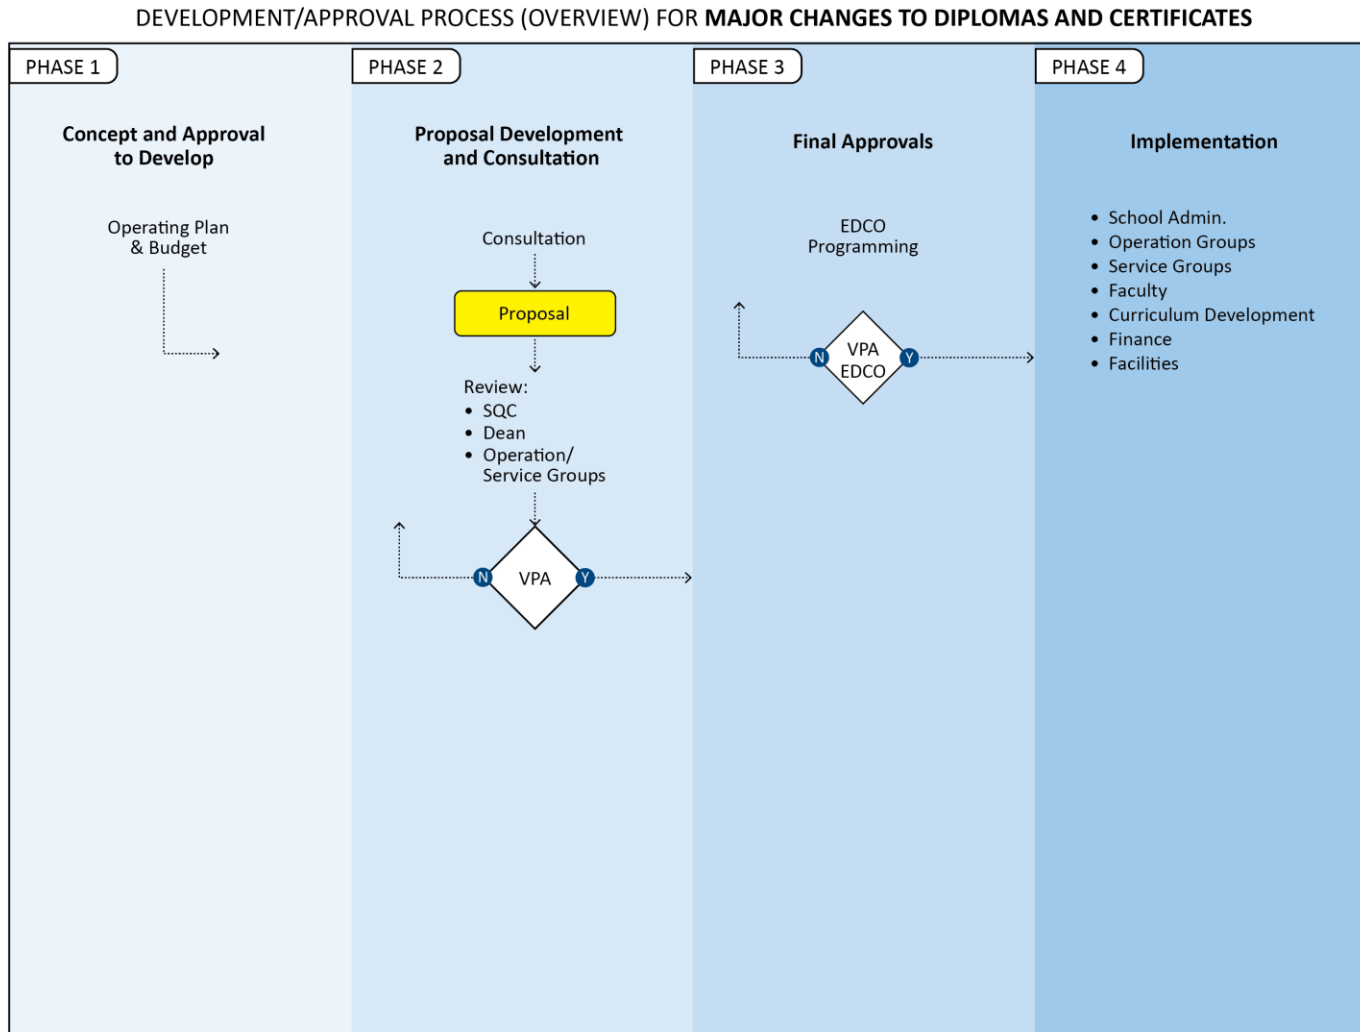 DEVELOPMENT/APPROVAL PROCESS (OVERVIEW) FOR MAJOR CHANGES TO DIPLOMAS AND CERTIFICATES
PHASE 1
Concept and Approval
to Develop
Operating Plan
& Budget
PHASE 2
Proposal Development
and Consultation
Consultation
Proposal
Review:
• SQC
• Dean
• Operation/
Service Groups
N
VPA
Y
PHASE 3
Final Approvals
EDCO
Programming
N
VPA
EDCO
Y
PHASE 4
Implementation
• School Admin.
• Operation Groups
• Service Groups
• Faculty
• Curriculum Development
• Finance
• Facilities